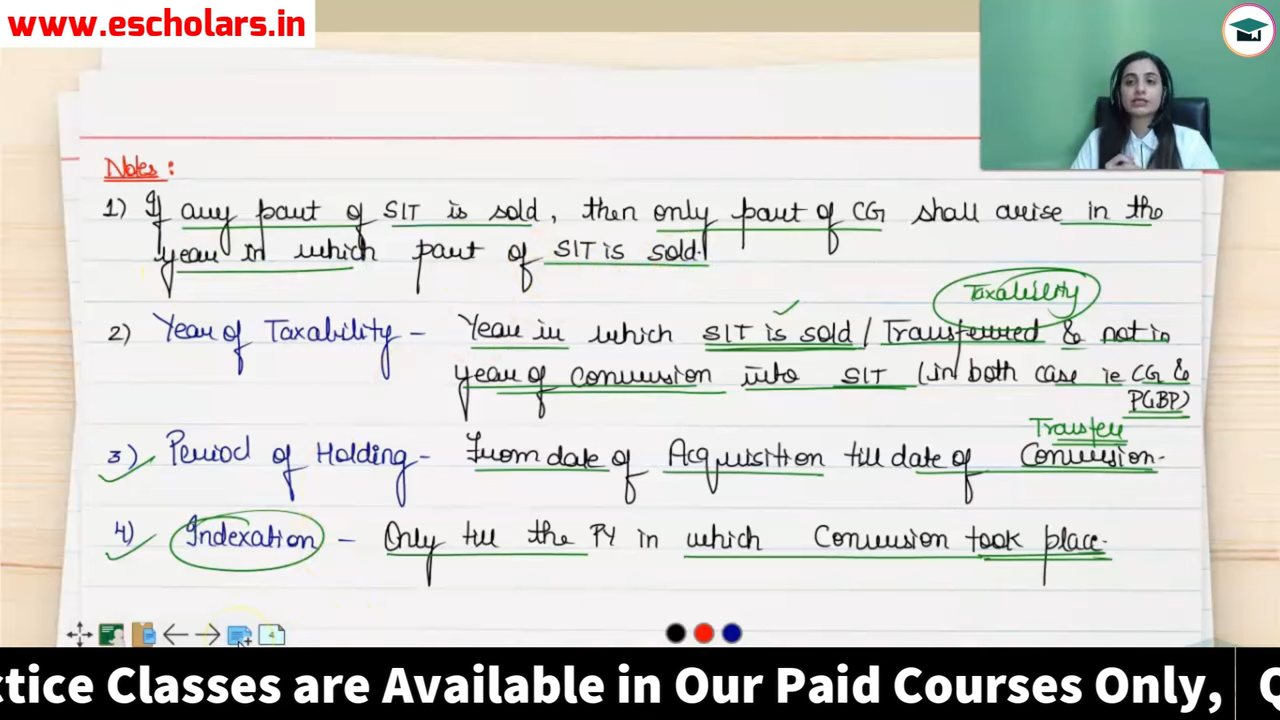 www.escholars.in
Notes :
1) If any part of SIT is sold, then only part of CG shall arise in the
year in which part of SIT is sold.
Taxability
2) Year of Taxability - Year in which SIT is sold / Transferred & not in
year of conversion into SIT (in both case ie CG &
PGBP)
Transfer
3) Period of Holding - From date of Acquisition till date of Conversion.
4) Indexation - Only till the PY in which Conversion took place.
4
ctice Classes are Available in Our Paid Courses Only, Q